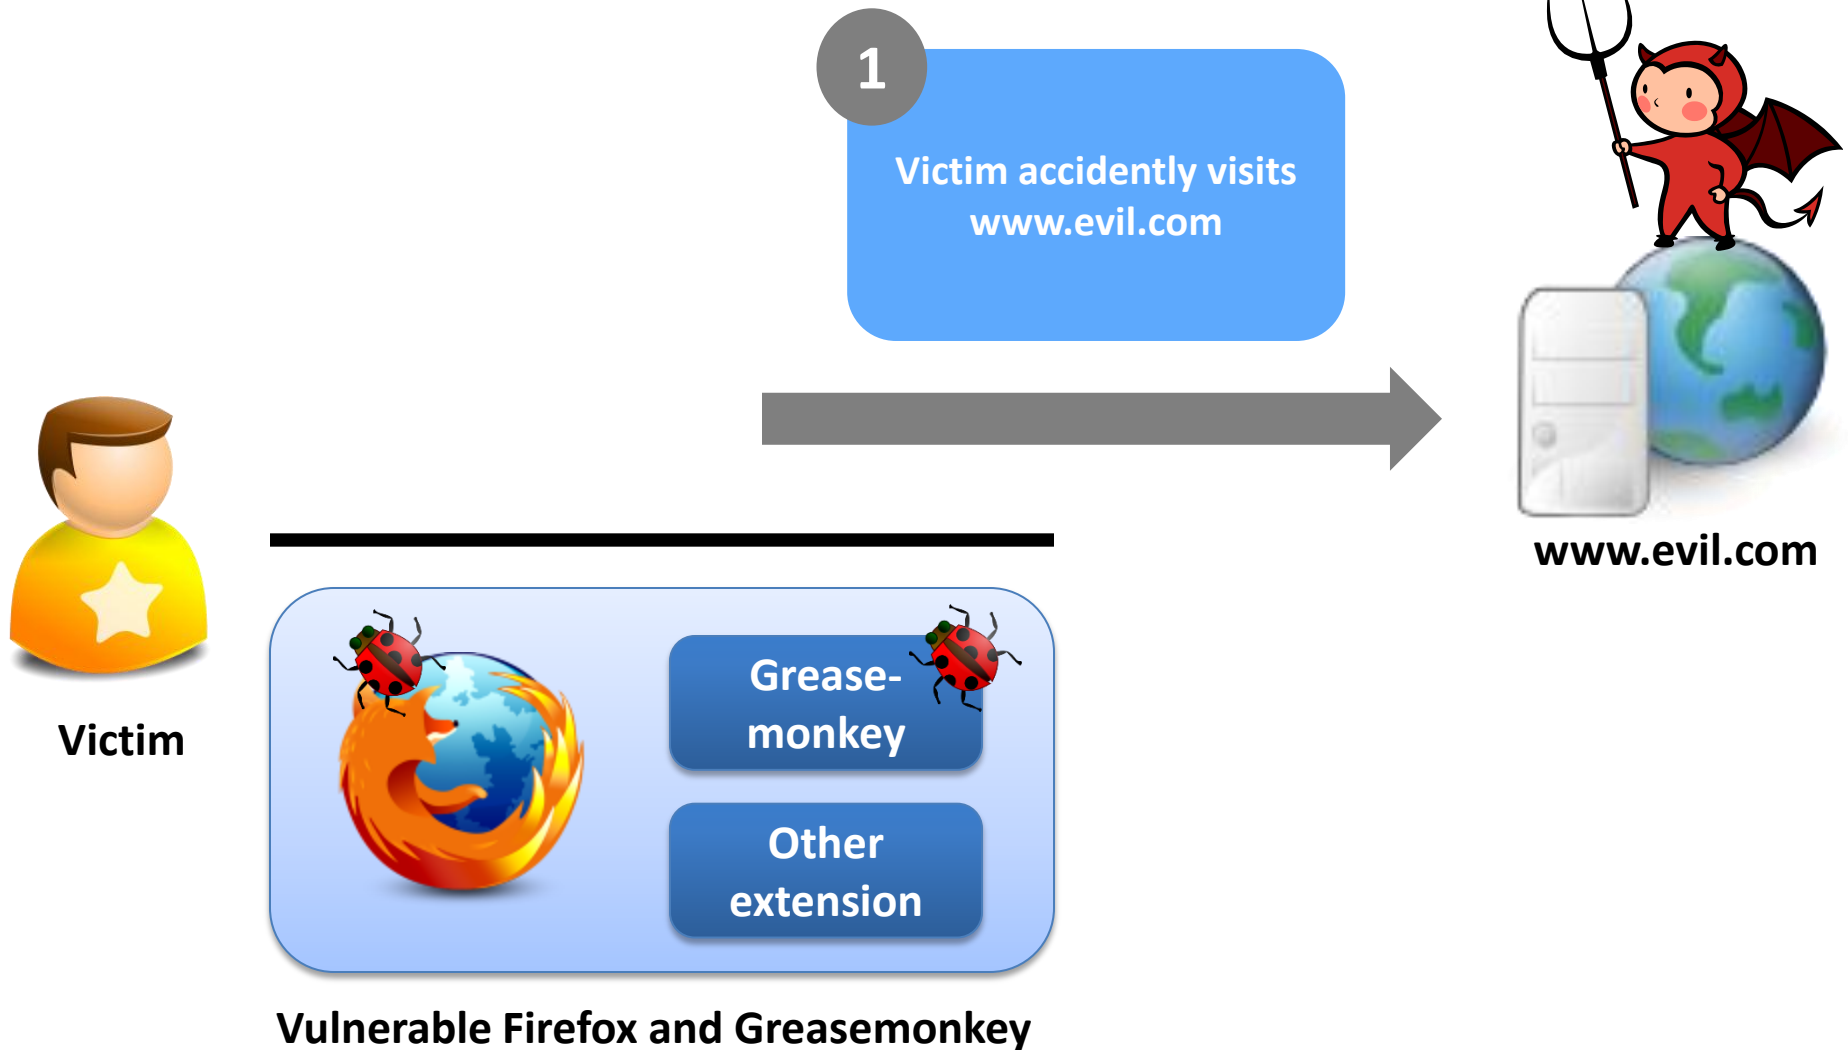 1
Victim accidently visits
www.evil.com
www.evil.com
Victim
Grease-
monkey
Other
extension
Vulnerable Firefox and Greasemonkey